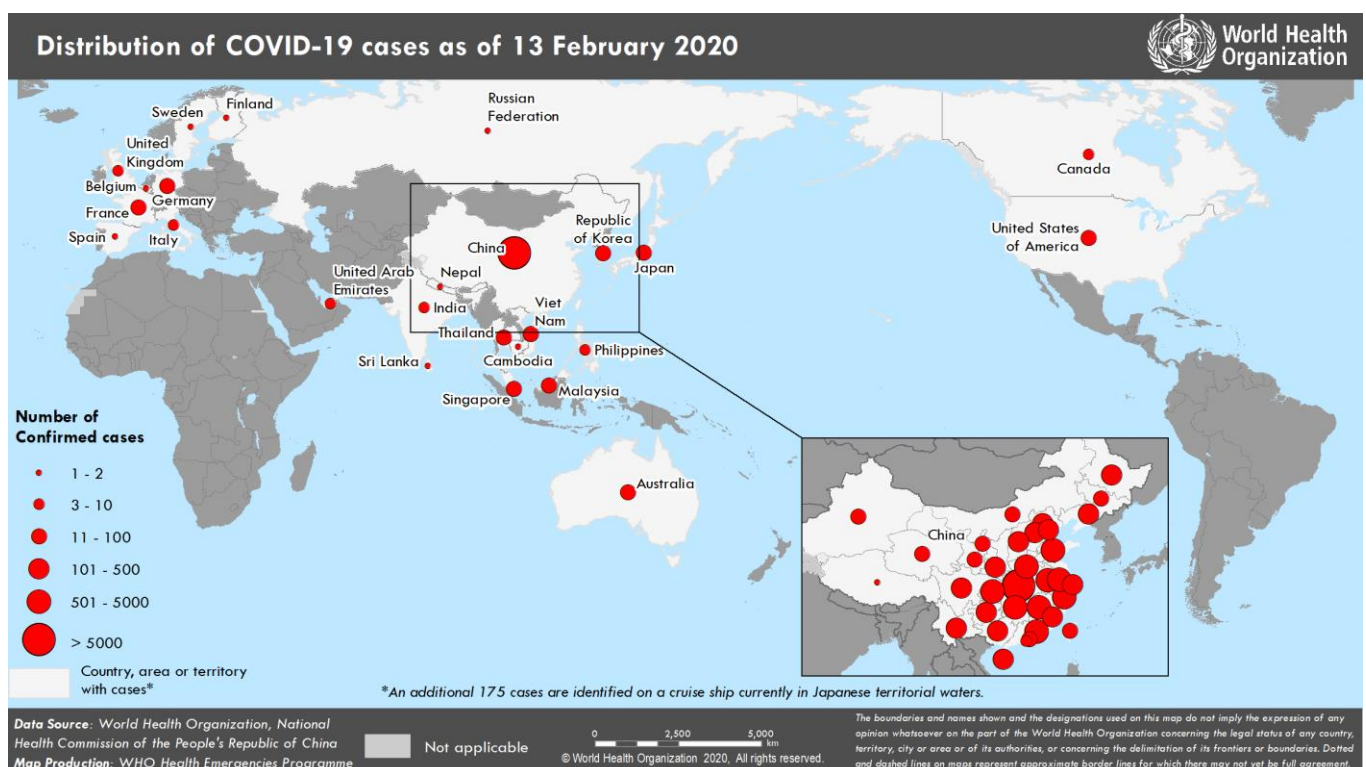 Distribution of COVID-19 cases as of 13 February 2020
World Health
Organization
Finland
Sweden
Russian
Federation
United
Kingdom
Belgium
Germany
France
Spain
Italy
Canada
United States
of America
Republic
of Korea
China
Japan
United Arab
Emirates
Nepal
India
Viet
Nam
Thailand
Cambodia
Philippines
Sri Lanka
Singapore
Malaysia
Australia
China
Number of
Confirmed cases
1 - 2
3 - 10
11 - 100
101 - 500
501 - 5000
> 5000
Country, area or territory
with cases*
*An additional 175 cases are identified on a cruise ship currently in Japanese territorial waters.
Data Source: World Health Organization, National
Health Commission of the People's Republic of China
Map Production: WHO Health Emergencies Programme
Not applicable
0 2,500 5,000
km
© World Health Organization 2020, All rights reserved.
The boundaries and names shown and the designations used on this map do not imply the expression of any
opinion whatsoever on the part of the World Health Organization concerning the legal status of any country,
territory, city or area or of its authorities, or concerning the delimitation of its frontiers or boundaries. Dotted
and dashed lines on maps represent approximate border lines for which there may not yet be full agreement.